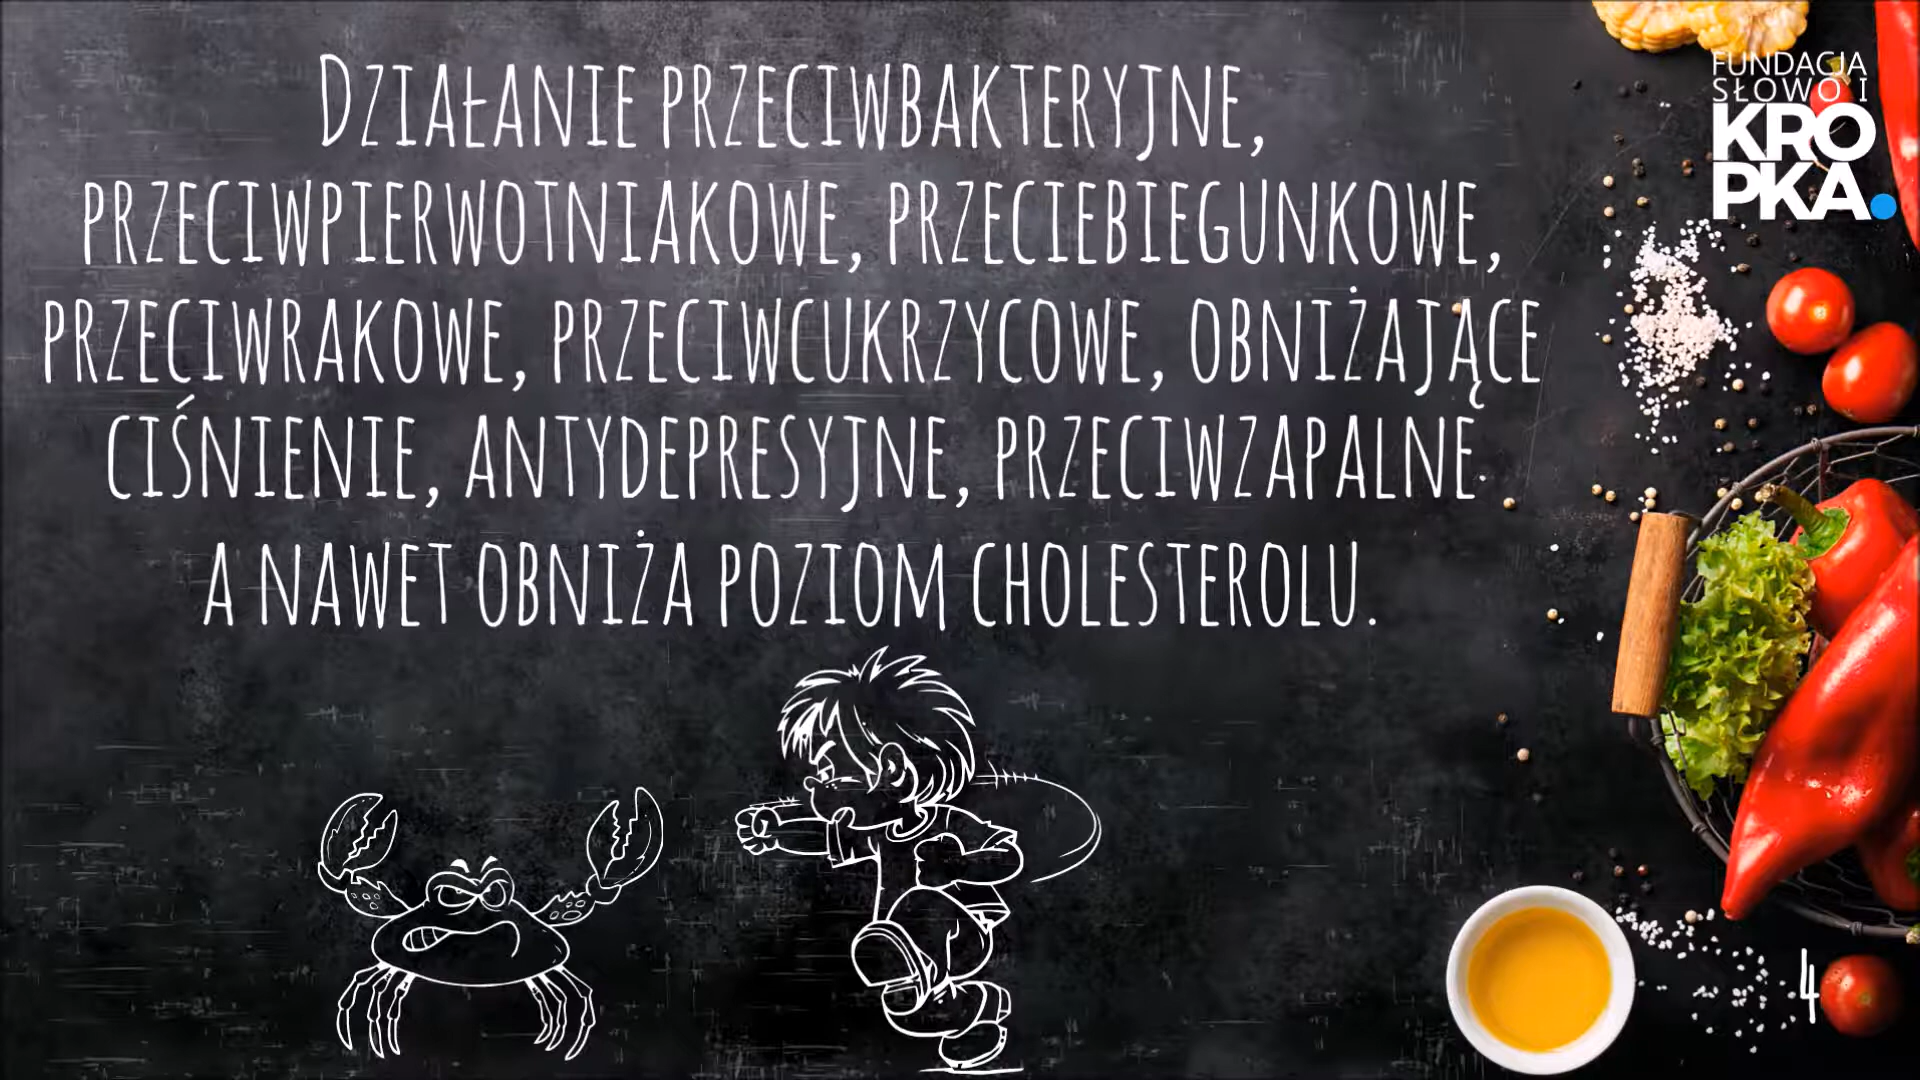 Działanie przeciwbakteryjne,
przeciwpierwotniakowe, przeciebiegunkowe,
przeciwrakowe, przeciwcukrzycowe, obniżające
ciśnienie, antydepresyjne, przeciwzapalne
a nawet obniża poziom cholesterolu.
FUNDACJA
SŁOWO I
KRO
PKA.
4